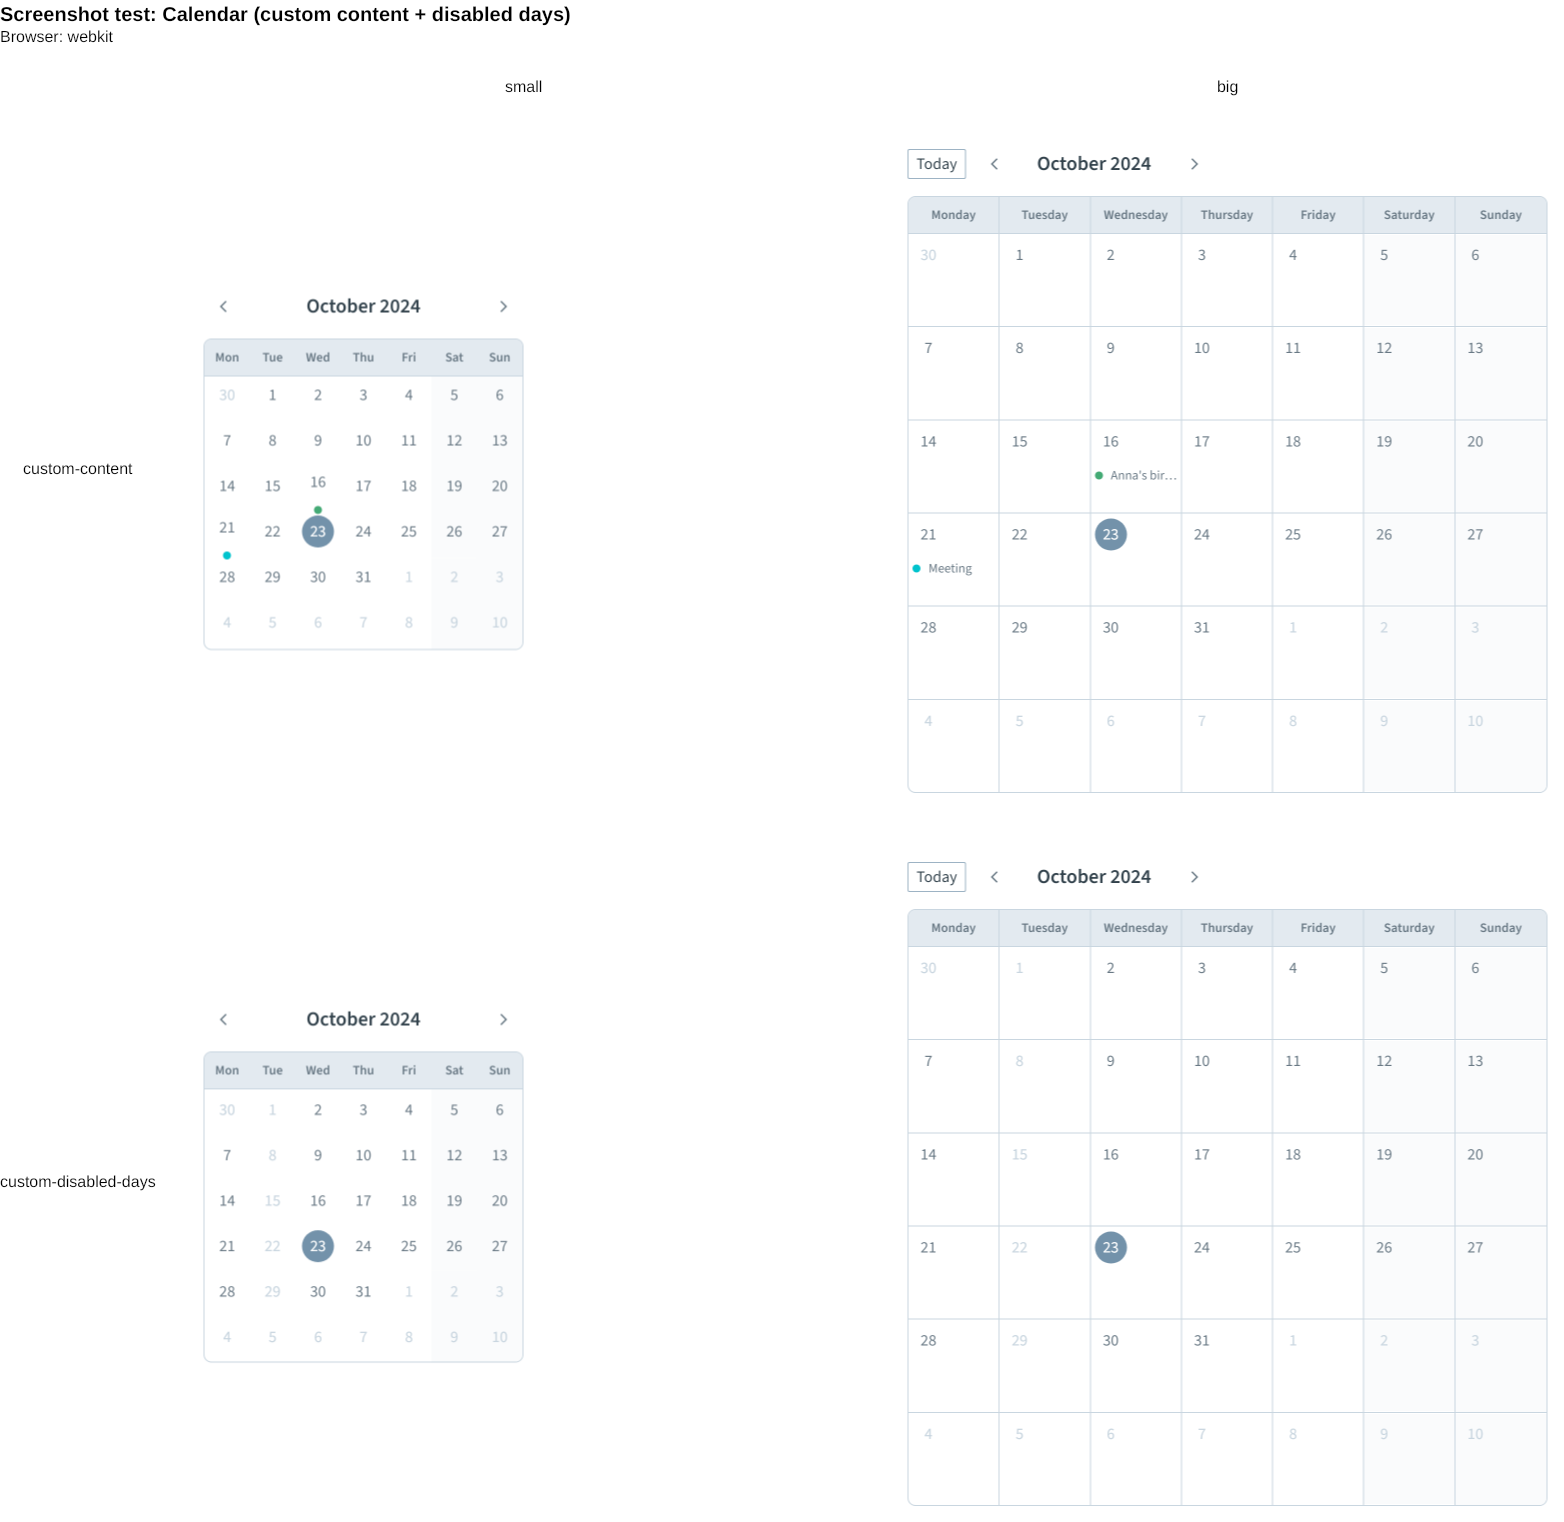 Screenshot test: Calendar (custom content + disabled days)
Browser: webkit
small big
custom-content
October 2024
Mon Tue Wed Thu Fri Sat Sun
30 1 2 3 4 5 6
7 8 9 10 11 12 13
14 15 16 17 18 19 20
21 22 23 24 25 26 27
28 29 30 31 1 2 3
4 5 6 7 8 9 10
Today October 2024
Monday Tuesday Wednesday Thursday Friday Saturday Sunday
30 1 2 3 4 5 6
7 8 9 10 11 12 13
14 15 16 17 18 19 20
Anna's bir...
21 22 23 24 25 26 27
Meeting
28 29 30 31 1 2 3
4 5 6 7 8 9 10
custom-disabled-days
October 2024
Mon Tue Wed Thu Fri Sat Sun
30 1 2 3 4 5 6
7 8 9 10 11 12 13
14 15 16 17 18 19 20
21 22 23 24 25 26 27
28 29 30 31 1 2 3
4 5 6 7 8 9 10
Today October 2024
Monday Tuesday Wednesday Thursday Friday Saturday Sunday
30 1 2 3 4 5 6
7 8 9 10 11 12 13
14 15 16 17 18 19 20
21 22 23 24 25 26 27
28 29 30 31 1 2 3
4 5 6 7 8 9 10